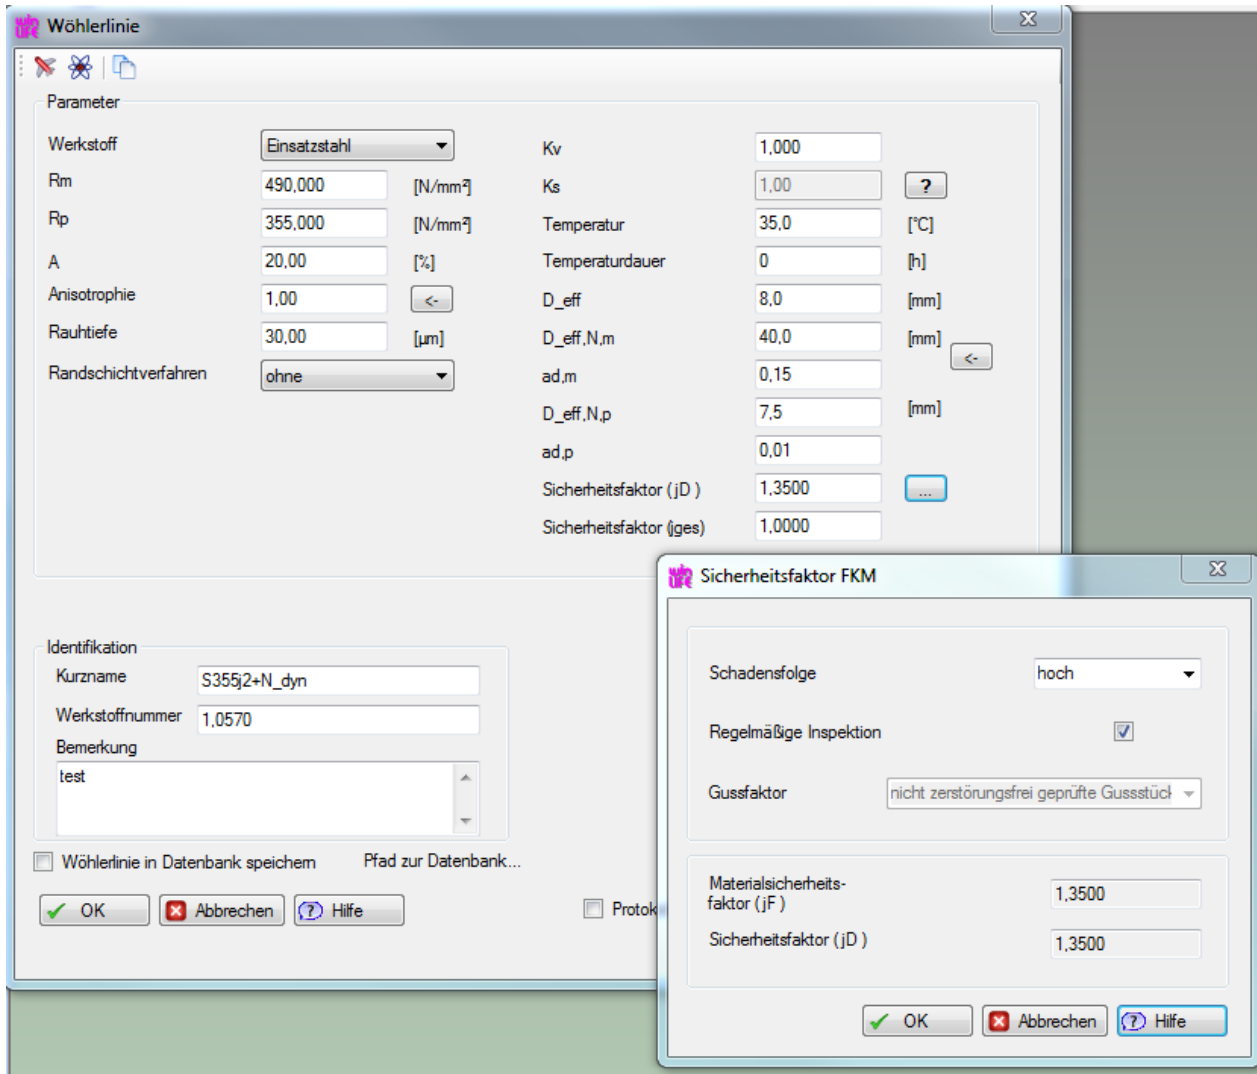 win LIFE Wöhlerlinie
Parameter
Werkstoff Einsatzstahl
Rm 490,000 [N/mm²]
Rp 355,000 [N/mm²]
A 20,00 [%]
Anisotrophie 1,00 <-
Rauhtiefe 30,00 [µm]
Randschichtverfahren ohne
Kv 1,000
Ks 1,00 ?
Temperatur 35,0 [°C]
Temperaturdauer 0 [h]
D_eff 8,0 [mm]
D_eff,N,m 40,0 [mm] <-
ad,m 0,15
D_eff,N,p 7,5 [mm]
ad,p 0,01
Sicherheitsfaktor ( jD ) 1,3500 ...
Sicherheitsfaktor (jges) 1,0000
Identifikation
Kurzname S355j2+N_dyn
Werkstoffnummer 1,0570
Bemerkung
test
Wöhlerlinie in Datenbank speichern Pfad zur Datenbank...
OK Abbrechen Hilfe Protok
win LIFE Sicherheitsfaktor FKM
Schadensfolge hoch
Regelmäßige Inspektion
Gussfaktor nicht zerstörungsfrei geprüfte Gussstück
Materialsicherheits-
faktor ( jF ) 1,3500
Sicherheitsfaktor ( jD ) 1,3500
OK Abbrechen Hilfe